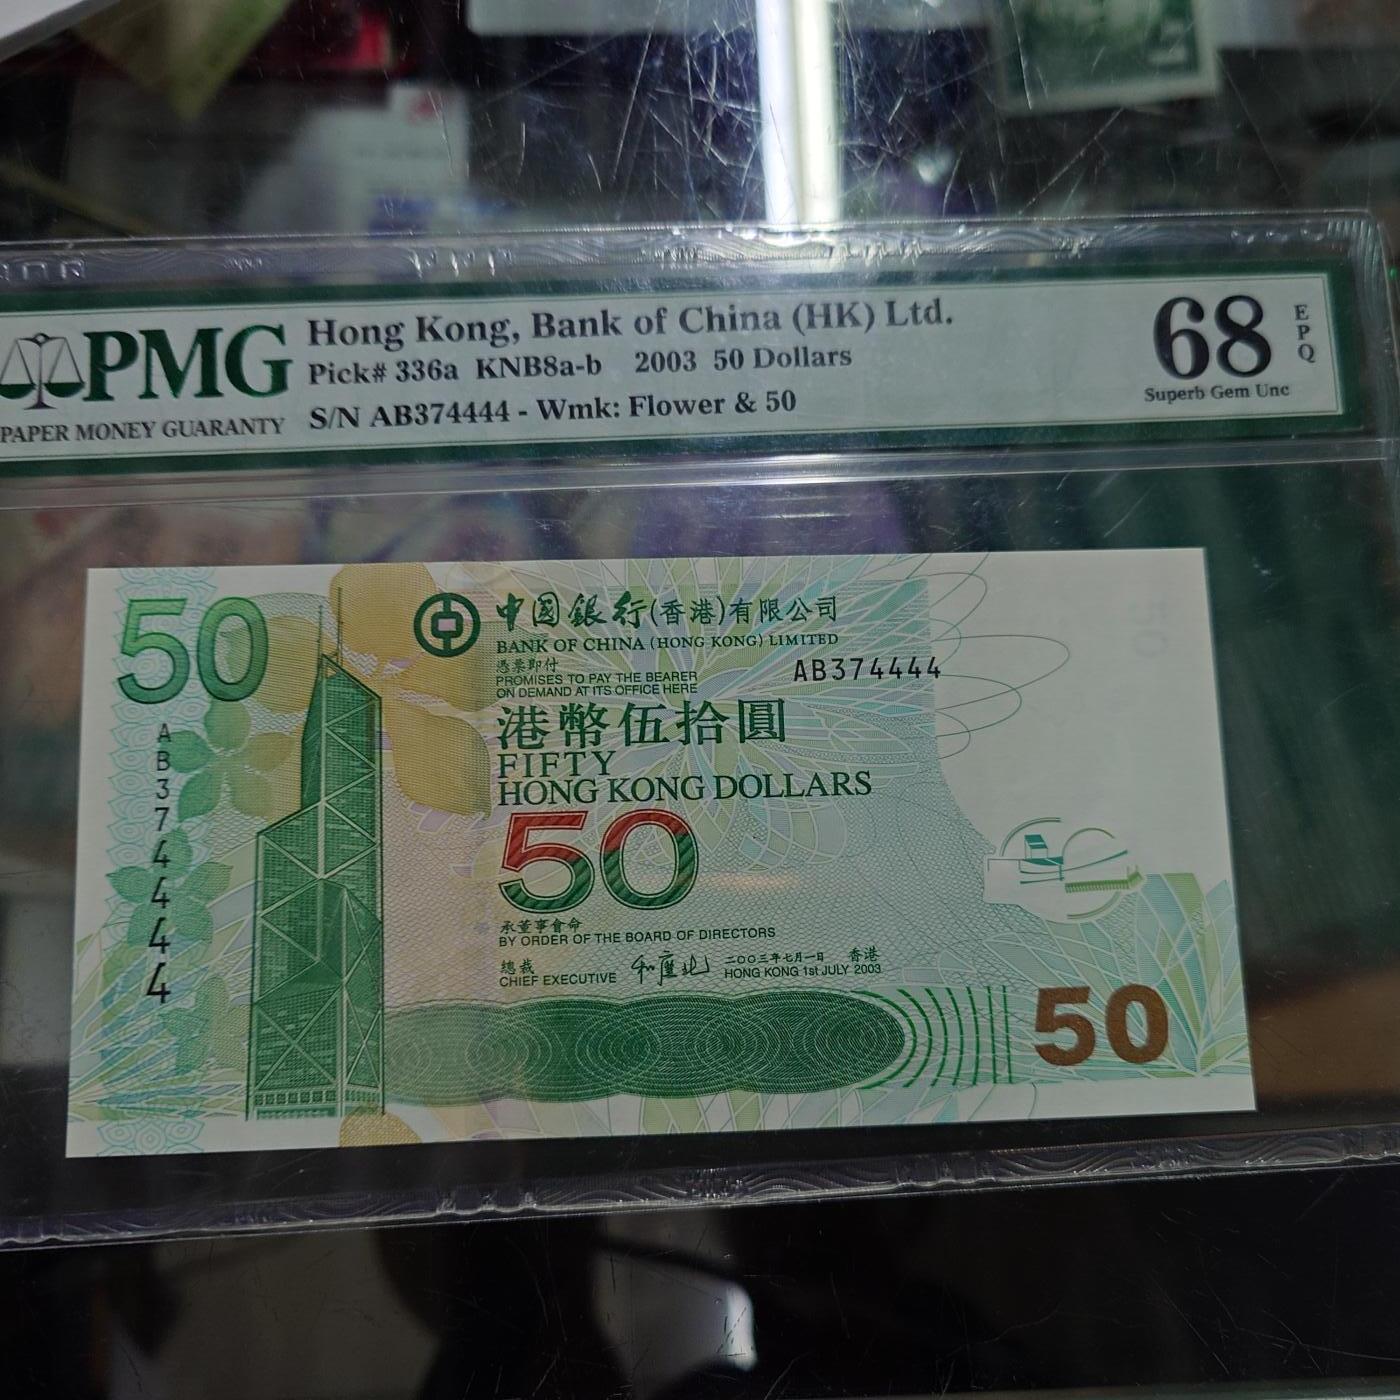 PMG
PAPER MONEY GUARANTY
Hong Kong, Bank of China (HK) Ltd.
Pick# 336a KNB8a-b 2003 50 Dollars
S/N AB374444 - Wmk: Flower & 50
68
EPQ
Superb Gem Unc
50
AB374444
中國銀行(香港)有限公司
BANK OF CHINA (HONG KONG) LIMITED
憑票即付
PROMISES TO PAY THE BEARER
ON DEMAND AT ITS OFFICE HERE
AB374444
港幣伍拾圓
FIFTY
HONG KONG DOLLARS
50
承董事會命
BY ORDER OF THE BOARD OF DIRECTORS
總裁
CHIEF EXECUTIVE
和廣北
二〇〇三年七月一日 香港
HONG KONG 1st JULY 2003
50